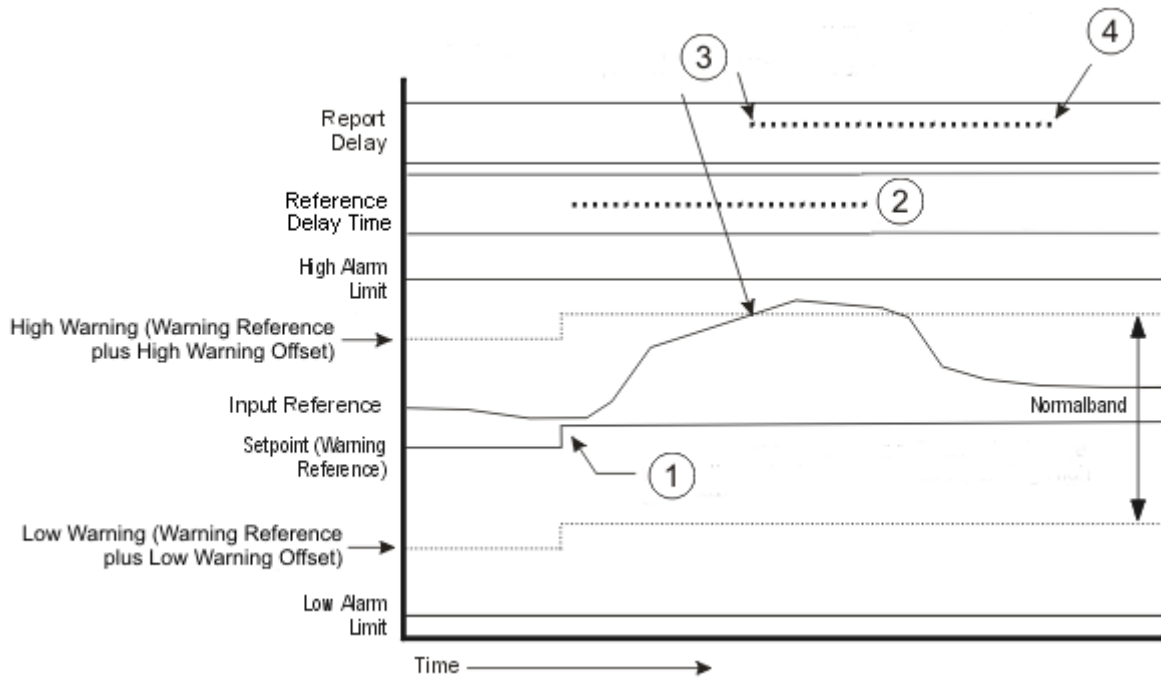 3
4
Report
Delay
Reference
Delay Time
2
High Alarm
Limit
High Warning (Warning Reference
plus High Warning Offset)
Input Reference
Normalband
Setpoint (Warning
Reference)
1
Low Warning (Warning Reference
plus Low Warning Offset)
Low Alarm
Limit
Time